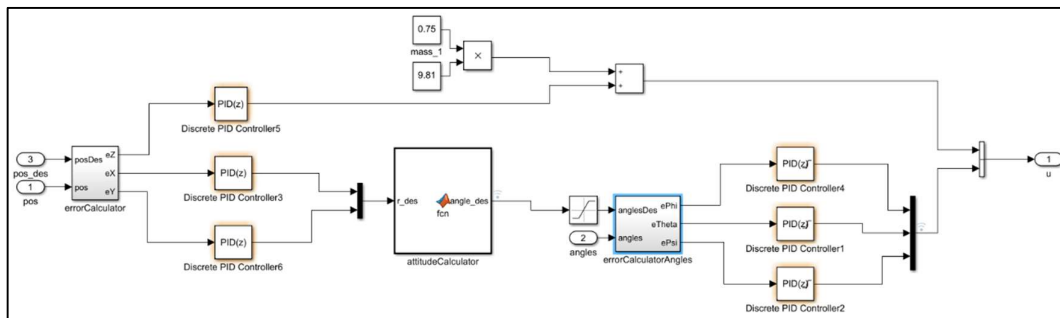 0.75
mass_1
9.81
×
+
+
PID(z)
Discrete PID Controller5
3
pos_des
1
pos
posDes
pos
eZ
eX
eY
errorCalculator
PID(z)
Discrete PID Controller3
PID(z)
Discrete PID Controller6
r_des
fcn
angle_des
attitudeCalculator
2
angles
anglesDes
angles
ePhi
eTheta
ePsi
errorCalculatorAngles
PID(z)
Discrete PID Controller4
PID(z)
Discrete PID Controller1
PID(z)
Discrete PID Controller2
1
u